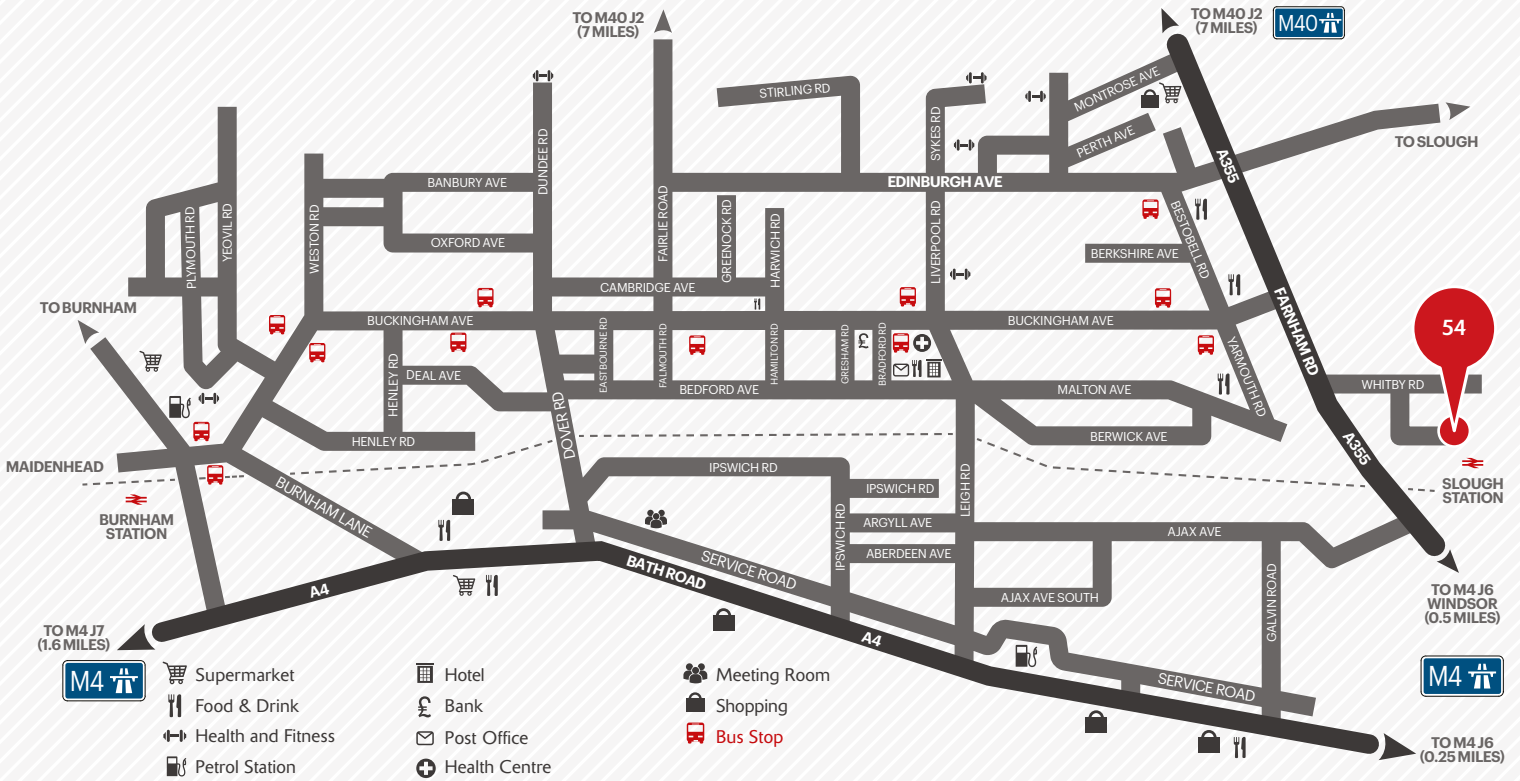 TO M40 J2
(7 MILES)
TO M40 J2
(7 MILES)
M40
STIRLING RD
MONTROSE AVE
PERTH AVE
SYKES RD
TO SLOUGH
DUNDEE RD
BANBURY AVE
EDINBURGH AVE
A355
PLYMOUTH RD
YEOVIL RD
WESTON RD
OXFORD AVE
FAIRLIE ROAD
GREENOCK RD
HARWICH RD
LIVERPOOL RD
BESTOBELL RD
BERKSHIRE AVE
CAMBRIDGE AVE
TO BURNHAM
BUCKINGHAM AVE
BUCKINGHAM AVE
FARNHAM RD
54
EASTBOURNE RD
FALMOUTH RD
HAMILTON RD
GRESHAM RD
BRADFORD RD
YARMOUTH RD
HENLEY RD
DEAL AVE
BEDFORD AVE
MALTON AVE
WHITBY RD
DOVER RD
HENLEY RD
BERWICK AVE
A355
MAIDENHEAD
BURNHAM
STATION
BURNHAM LANE
IPSWICH RD
IPSWICH RD
IPSWICH RD
LEIGH RD
SLOUGH
STATION
ARGYLL AVE
AJAX AVE
ABERDEEN AVE
SERVICE ROAD
BATH ROAD
A4
AJAX AVE SOUTH
GALVIN ROAD
TO M4 J6
WINDSOR
(0.5 MILES)
TO M4 J7
(1.6 MILES)
A4
M4
M4
SERVICE ROAD
TO M4 J6
(0.25 MILES)
Supermarket
Food & Drink
Health and Fitness
Petrol Station
Hotel
£ Bank
Post Office
Health Centre
Meeting Room
Shopping
Bus Stop
£